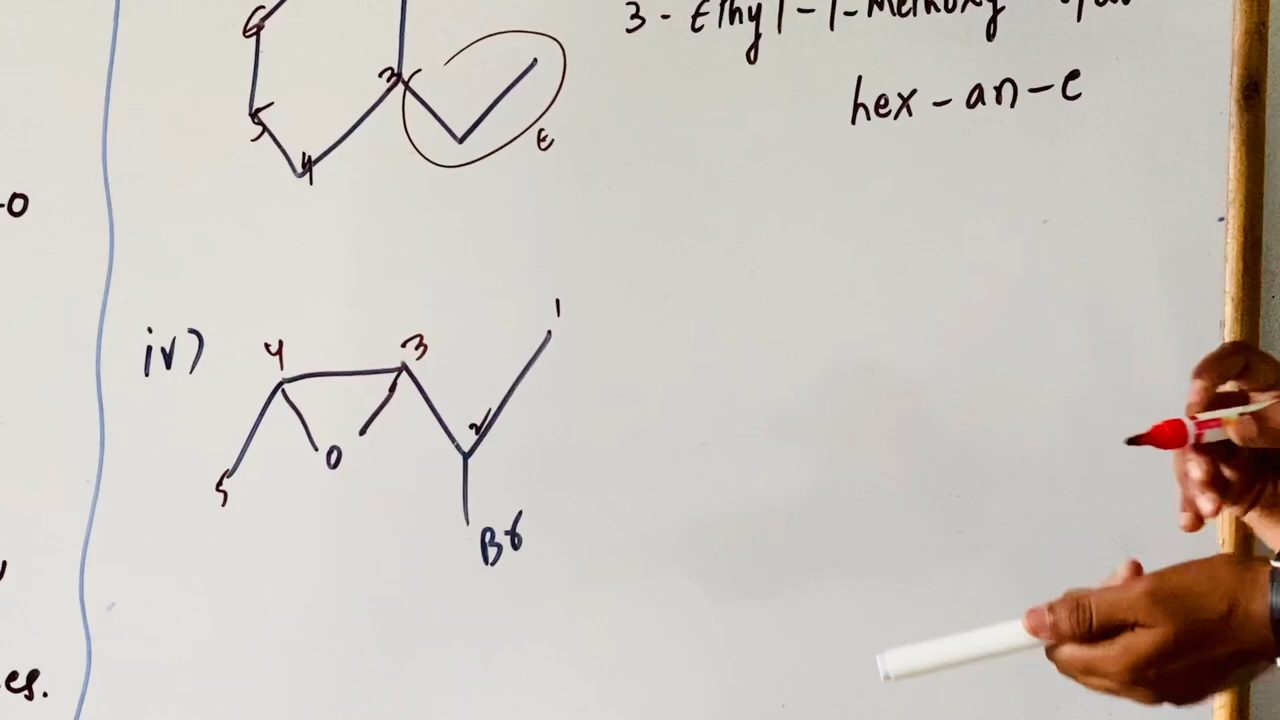 3 - Ethyl - 1 - Methoxy
hex - an - e
6
3
5
4
E
-o
iv)
4
3
1
2
5
O
Br
es.